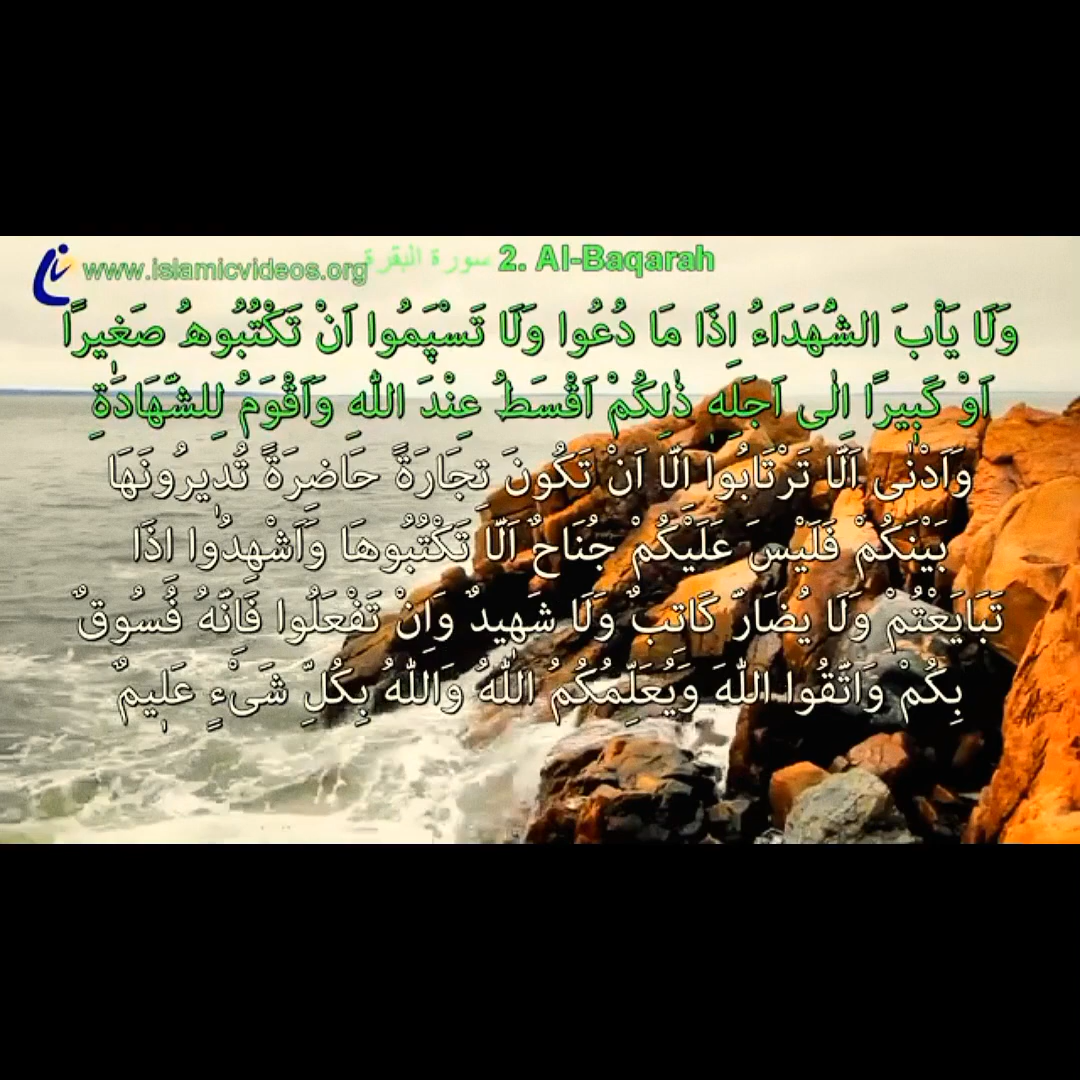 www.islamicvideos.org سورة البقرة 2. Al-Baqarah
وَلَا يَاْبَ الشُّهَدَاءُ اِذَا مَا دُعُوا وَلَا تَسْپَمُوا اَنْ تَكْتُبُوهُ صَغٖيرًا
اَوْ كَبٖيرًا اِلٰى اَجَلِهٖ ذٰلِكُمْ اَقْسَطُ عِنْدَ اللّٰهِ وَاَقْوَمُ لِلشَّهَادَةِ
وَاَدْنٰى اَلَّا تَرْتَابُوا اِلَّا اَنْ تَكُونَ تِجَارَةً حَاضِرَةً تُدٖيرُونَهَا
بَيْنَكُمْ فَلَيْسَ عَلَيْكُمْ جُنَاحٌ اَلَّا تَكْتُبُوهَا وَاَشْهِدُوا اِذَا
تَبَايَعْتُمْ وَلَا يُضَارَّ كَاتِبٌ وَلَا شَهٖيدٌ وَاِنْ تَفْعَلُوا فَاِنَّهُ فُسُوقٌ
بِكُمْ وَاتَّقُوا اللّٰهَ وَيُعَلِّمُكُمُ اللّٰهُ وَاللّٰهُ بِكُلِّ شَیْءٍ عَلٖيمٌ